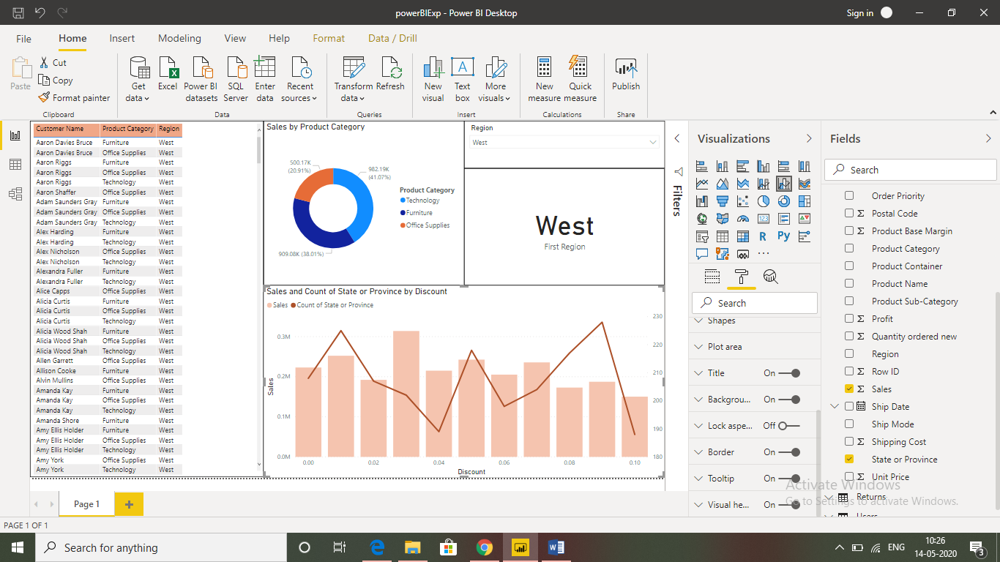 powerBIExp - Power BI Desktop
Sign in
File Home Insert Modeling View Help Format Data / Drill
Paste
Cut
Copy
Format painter
Clipboard
Get data
Excel
Power BI datasets
SQL Server
Enter data
Recent sources
Data
Transform data
Refresh
Queries
New visual
Text box
More visuals
Insert
New measure
Quick measure
Calculations
Publish
Share
Customer Name Product Category Region
Aaron Davies Bruce Furniture West
Aaron Davies Bruce Office Supplies West
Aaron Riggs Furniture West
Aaron Riggs Office Supplies West
Aaron Riggs Technology West
Aaron Shaffer Office Supplies West
Adam Saunders Gray Furniture West
Adam Saunders Gray Office Supplies West
Adam Saunders Gray Technology West
Alex Harding Furniture West
Alex Harding Technology West
Alex Nicholson Office Supplies West
Alex Nicholson Technology West
Alexandra Fuller Furniture West
Alexandra Fuller Technology West
Alice Capps Office Supplies West
Alicia Curtis Furniture West
Alicia Curtis Office Supplies West
Alicia Curtis Technology West
Alicia Wood Shah Furniture West
Alicia Wood Shah Office Supplies West
Alicia Wood Shah Technology West
Allen Garrett Office Supplies West
Allison Cooke Furniture West
Alvin Mullins Office Supplies West
Amanda Kay Furniture West
Amanda Kay Office Supplies West
Amanda Kay Technology West
Amanda Shore Furniture West
Amy Ellis Holder Furniture West
Amy Ellis Holder Office Supplies West
Amy Ellis Holder Technology West
Amy York Office Supplies West
Amy York Technology West
Sales by Product Category
500.17K
(20.91%)
982.19K
(41.07%)
909.08K (38.01%)
Product Category
Technology
Furniture
Office Supplies
Region
West
West
First Region
Sales and Count of State or Province by Discount
Sales Count of State or Province
0.3M
0.2M
0.1M
0.0M
Sales
230
220
210
200
190
180
0.00 0.02 0.04 0.06 0.08 0.10
Discount
Filters
Visualizations
123
R
Py
Search
Shapes
Plot area
Title On
Backgrou... On
Lock aspe... Off
Border On
Tooltip On
Visual he... On
Fields
Search
Order Priority
Σ Postal Code
Σ Product Base Margin
Product Category
Product Container
Product Name
Product Sub-Category
Σ Profit
Σ Quantity ordered new
Region
Σ Row ID
Σ Sales
Ship Date
Ship Mode
Σ Shipping Cost
State or Province
Σ Unit Price
Returns
Users
Activate Windows
Go to Settings to activate Windows.
Page 1
PAGE 1 OF 1
Search for anything
ENG
10:26
14-05-2020
3